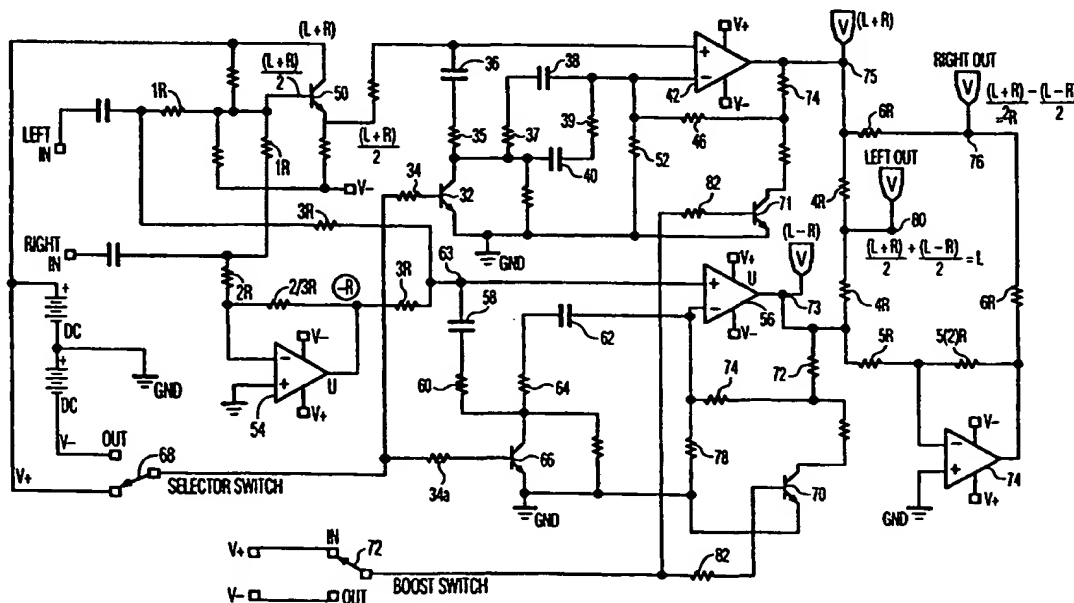 (L+R)
V+
V
(L+R)
(L+R)
2
50
1R
LEFT
IN
1R
(L+R)
2
V-
36
38
35
37
39
40
52
46
42
V-
74
75
RIGHT OUT
V
(L+R) - (L-R)
2
2
=R
76
6R
LEFT OUT
V
80
4R
(L+R) + (L-R) = L
2
2
34
32
82
71
3R
GND
RIGHT
IN
(L-R)
V
63
V+
U
56
V-
73
4R
6R
2R
2/3R
-R
3R
58
62
+
DC
+
DC
GND
V-
U
54
V+
60
64
74
72
5R
5(2)R
V-
OUT
68
V+
SELECTOR SWITCH
34a
66
78
70
V-
74
V+
GND
GND
V+
IN
72
BOOST SWITCH
82
V-
OUT